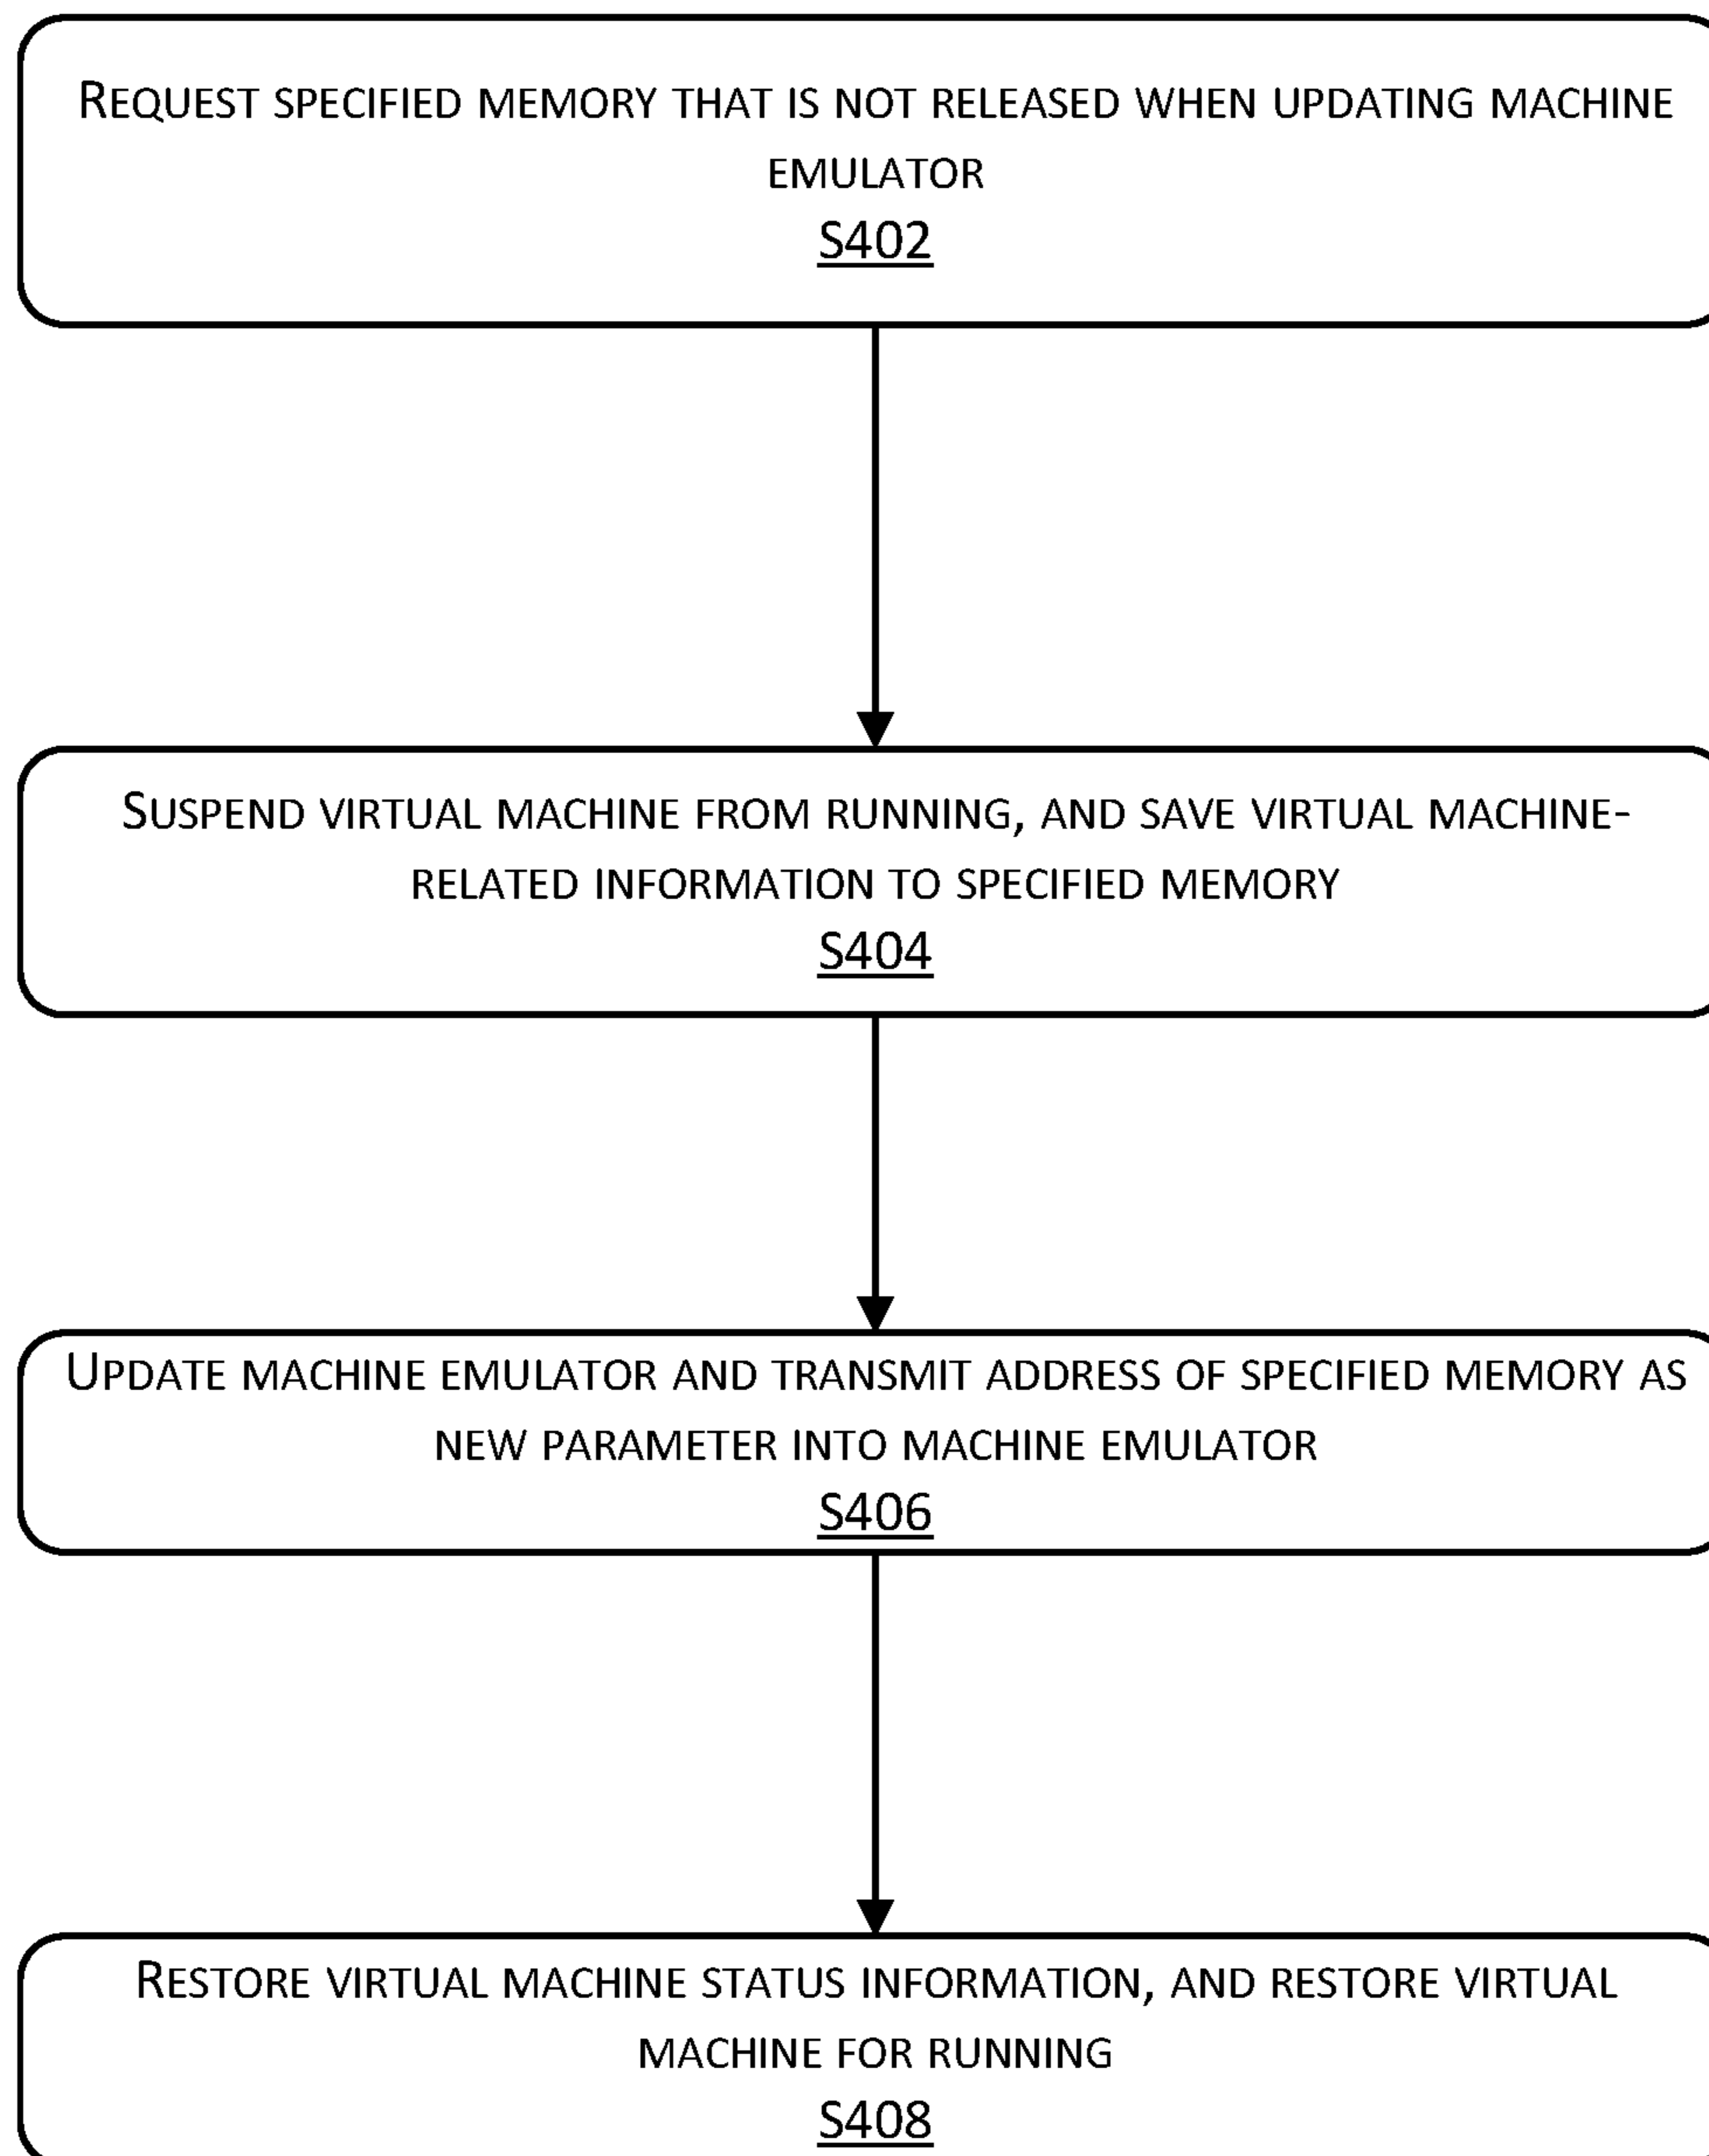 REQUEST SPECIFIED MEMORY THAT IS NOT RELEASED WHEN UPDATING MACHINE
EMULATOR
S402
SUSPEND VIRTUAL MACHINE FROM RUNNING, AND SAVE VIRTUAL MACHINE-
RELATED INFORMATION TO SPECIFIED MEMORY
S404
UPDATE MACHINE EMULATOR AND TRANSMIT ADDRESS OF SPECIFIED MEMORY AS
NEW PARAMETER INTO MACHINE EMULATOR
S406
RESTORE VIRTUAL MACHINE STATUS INFORMATION, AND RESTORE VIRTUAL
MACHINE FOR RUNNING
S408